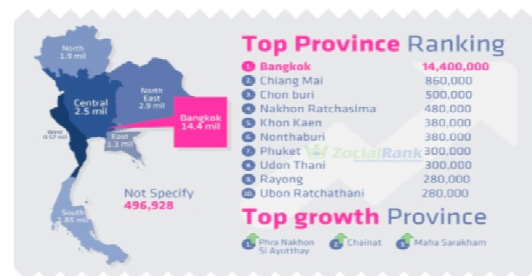 North
1.9 mil
Central
2.5 mil
North
East
2.9 mil
Bangkok
14.4 mil
West
0.57 mil
East
1.3 mil
South
1.85 mil
Not Specify
496,928
Top Province Ranking
1. Bangkok 14,400,000
2. Chiang Mai 860,000
3. Chon buri 500,000
4. Nakhon Ratchasima 480,000
5. Khon Kaen 380,000
6. Nonthaburi 380,000
7. Phuket 300,000
8. Udon Thani 300,000
9. Rayong 280,000
10. Ubon Ratchathani 280,000
ZocialRank
Top growth Province
1. Phra Nakhon
Si Ayutthay
2. Chainat
3. Maha Sarakham